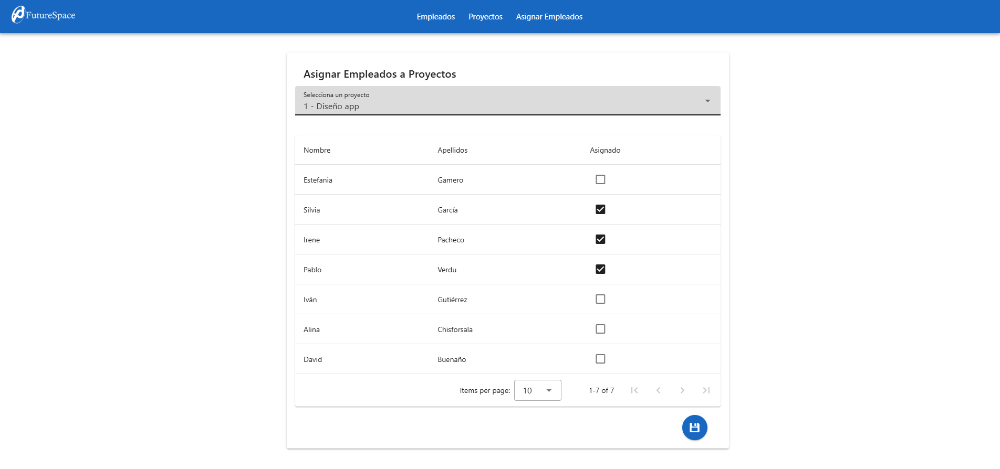 FutureSpace
Empleados Proyectos Asignar Empleados
Asignar Empleados a Proyectos
Selecciona un proyecto
1 - Diseño app
Nombre Apellidos Asignado
Estefania Gamero
Silvia García
Irene Pacheco
Pablo Verdu
Iván Gutiérrez
Alina Chisforsala
David Buenaño
Items per page: 10 1-7 of 7